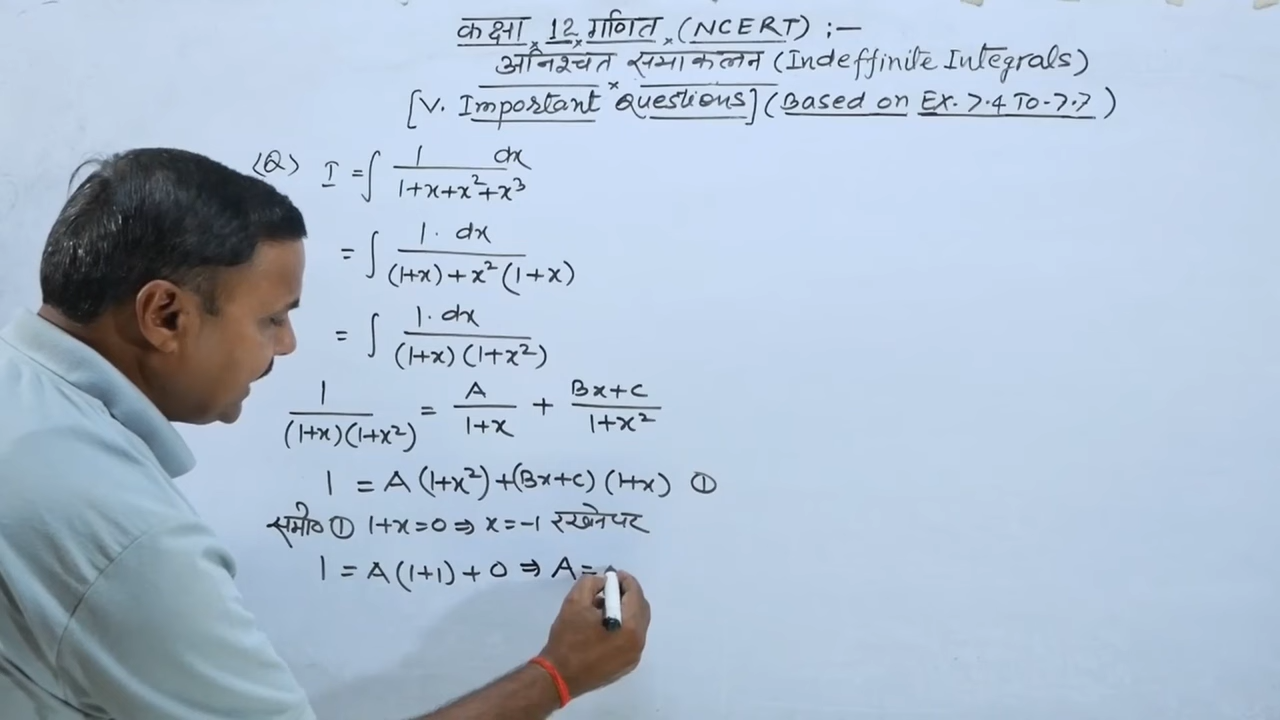 कक्षा 12 गणित (NCERT) :-
अनिश्चत समाकलन (Indeffinite Integrals)
[V. Important Questions] (Based on EX. 7.4 To-7.7)
(Q) I = ∫ 1 dx / 1+x+x²+x³
= ∫ 1. dx / (1+x)+x²(1+x)
= ∫ 1. dx / (1+x)(1+x²)
1 / (1+x)(1+x²) = A / 1+x + Bx+C / 1+x²
1 = A(1+x²)+(Bx+C)(1+x) ①
समी० ① 1+x=0 ⇒ x=-1 रखने पर
1 = A(1+1)+0 ⇒ A=